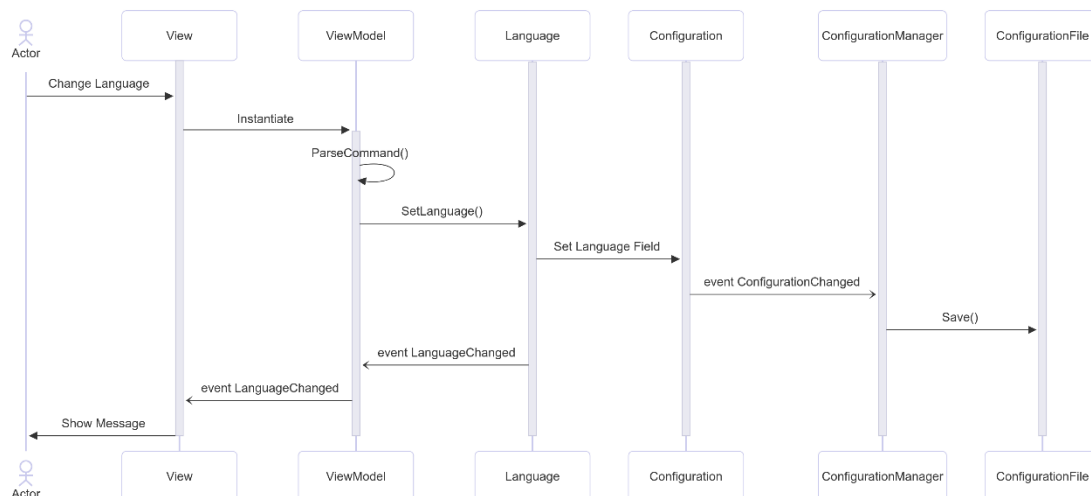 View
ViewModel
Language
Configuration
ConfigurationManager
ConfigurationFile
Actor
Change Language
Instantiate
ParseCommand()
SetLanguage()
Set Language Field
event ConfigurationChanged
Save()
event LanguageChanged
event LanguageChanged
Show Message
View
ViewModel
Language
Configuration
ConfigurationManager
ConfigurationFile
Actor